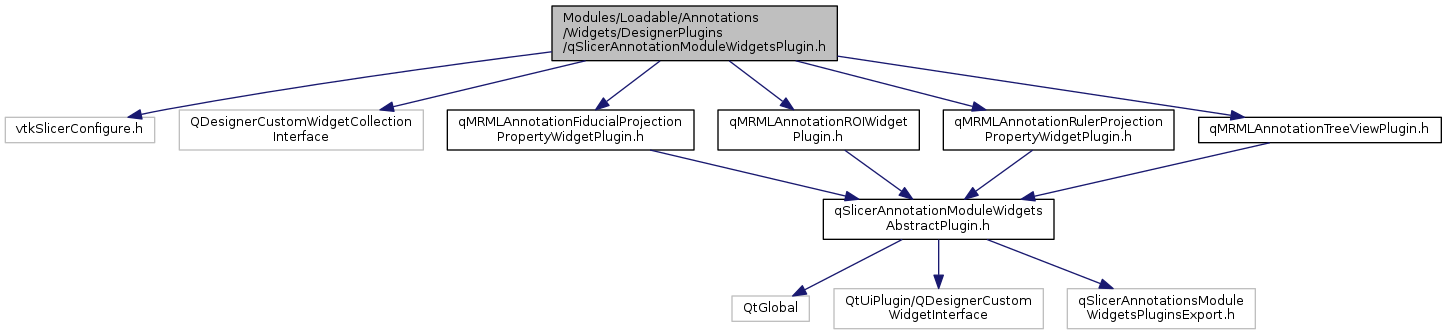 Modules/Loadable/Annotations
/Widgets/DesignerPlugins
/qSlicerAnnotationModuleWidgetsPlugin.h
vtkSlicerConfigure.h
QDesignerCustomWidgetCollection
Interface
qMRMLAnnotationFiducialProjection
PropertyWidgetPlugin.h
qMRMLAnnotationROIWidget
Plugin.h
qMRMLAnnotationRulerProjection
PropertyWidgetPlugin.h
qMRMLAnnotationTreeViewPlugin.h
qSlicerAnnotationModuleWidgets
AbstractPlugin.h
QtGlobal
QtUiPlugin/QDesignerCustom
WidgetInterface
qSlicerAnnotationsModule
WidgetsPluginsExport.h